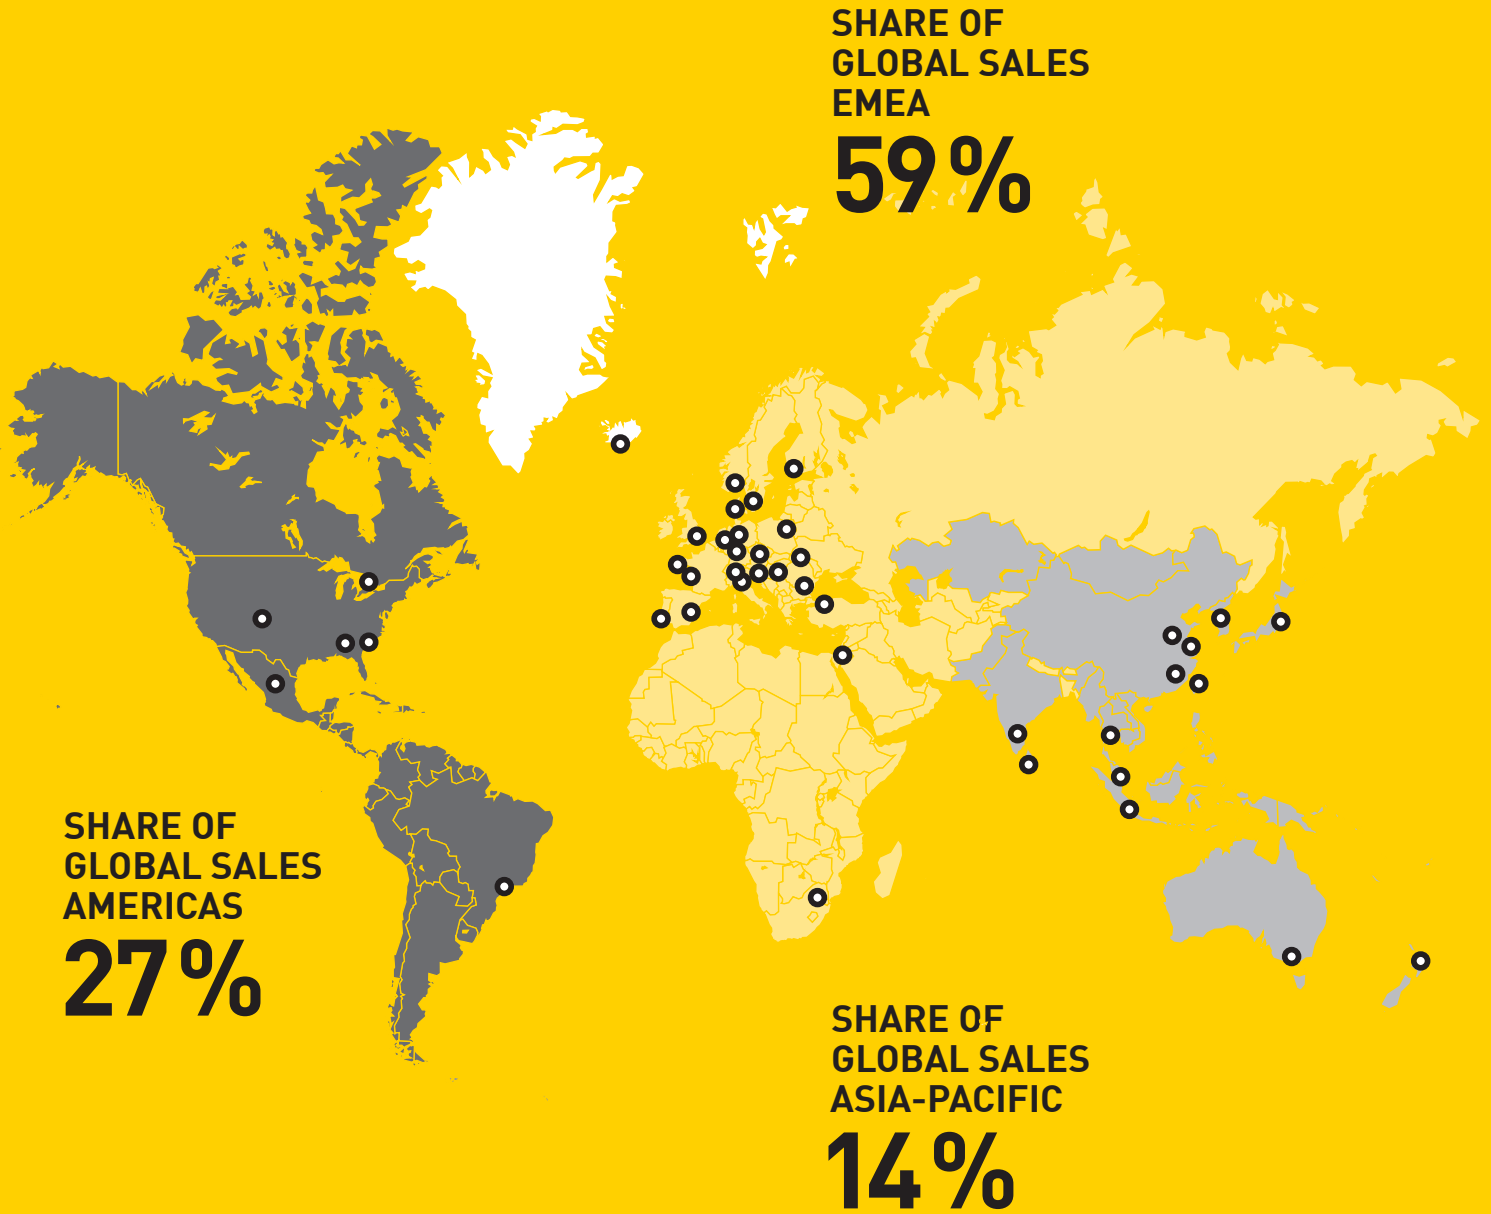 SHARE OF
GLOBAL SALES
EMEA
59 %
SHARE OF
GLOBAL SALES
AMERICAS
27 %
SHARE OF
GLOBAL SALES
ASIA-PACIFIC
14 %